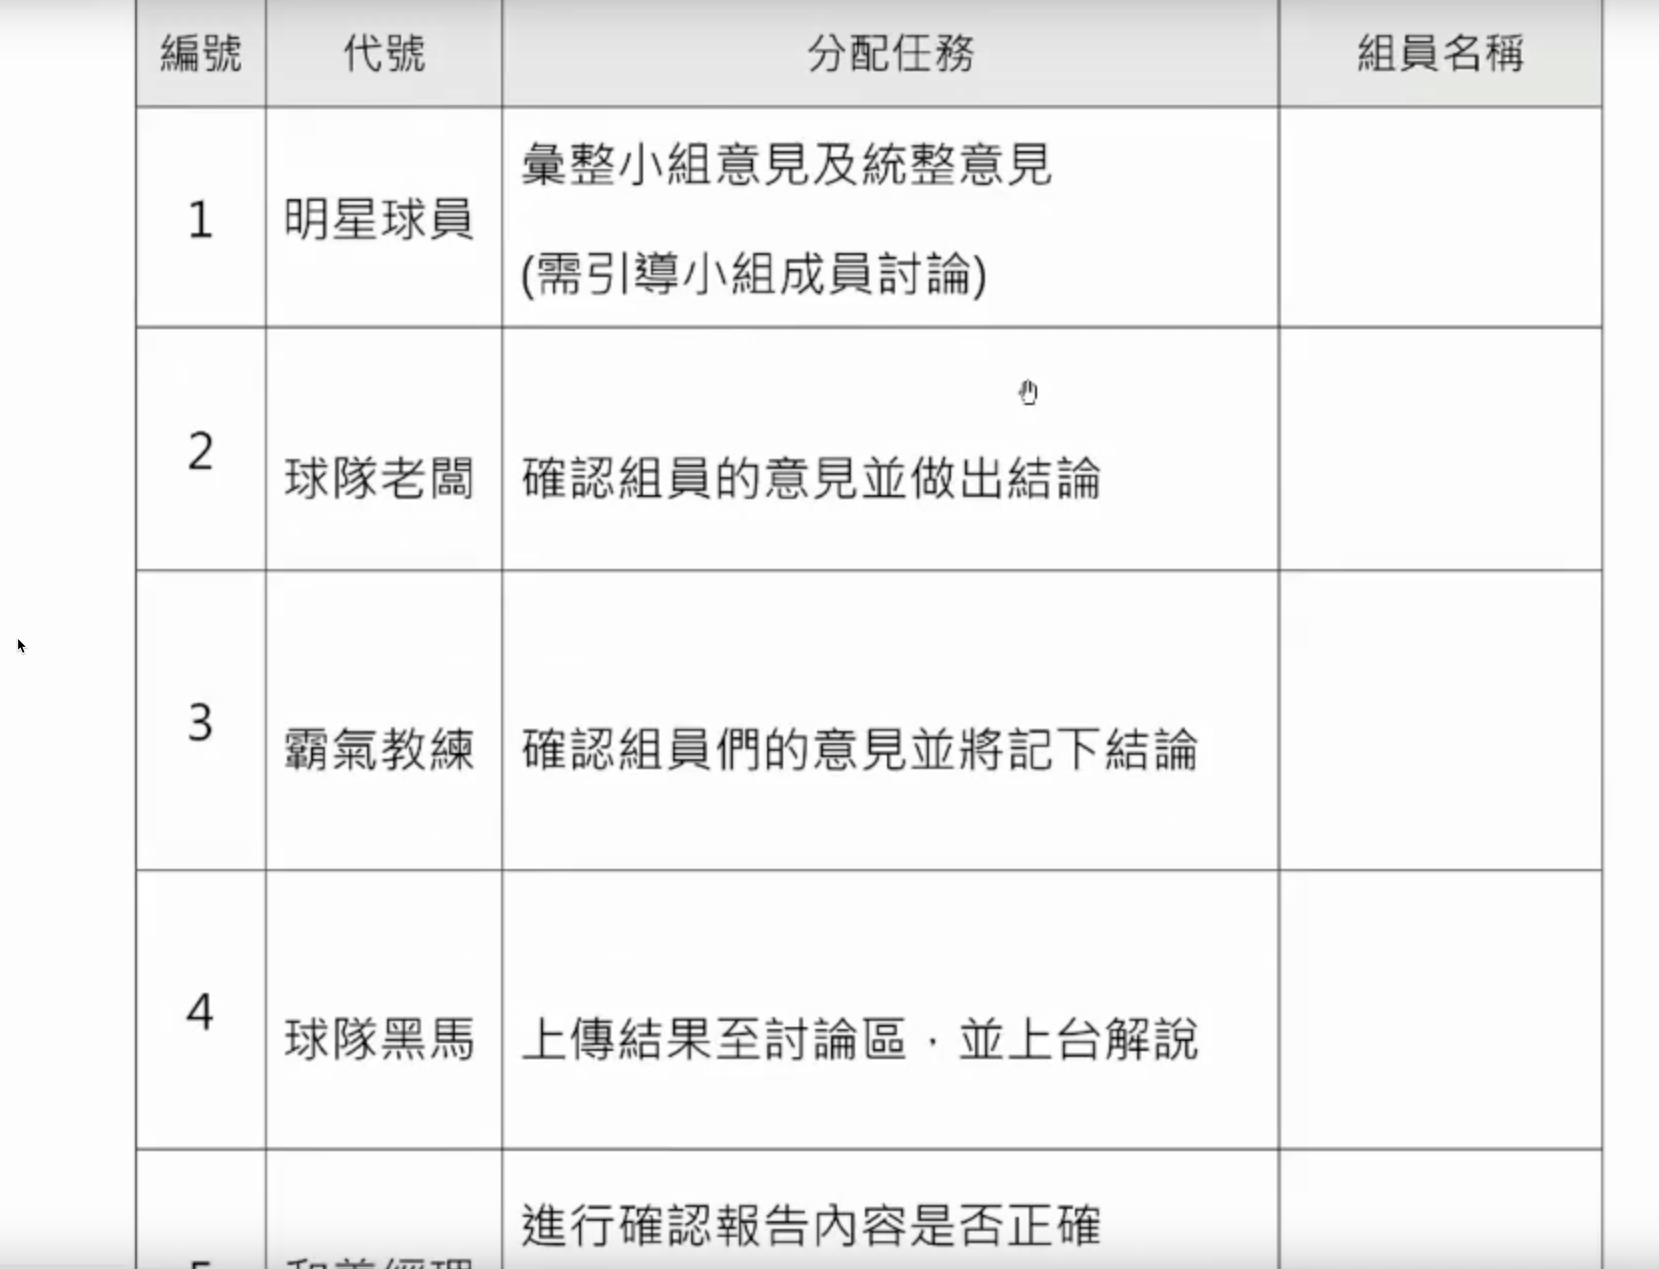 編號 代號 分配任務 組員名稱
1 明星球員 彙整小組意見及統整意見
(需引導小組成員討論)
2 球隊老闆 確認組員的意見並做出結論
3 霸氣教練 確認組員們的意見並將記下結論
4 球隊黑馬 上傳結果至討論區，並上台解說
進行確認報告內容是否正確